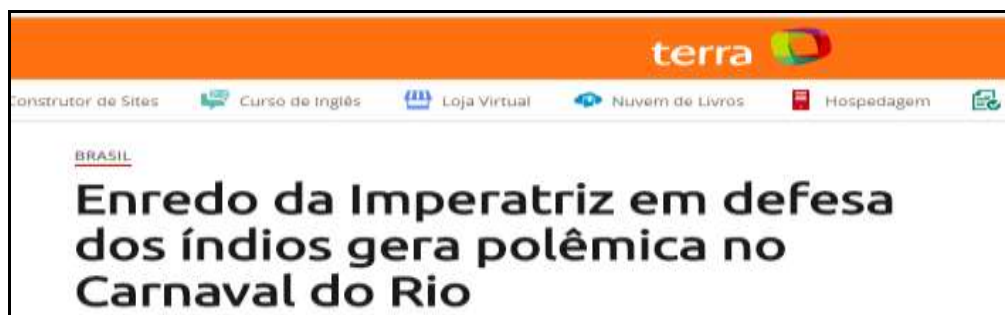 terra
Construtor de Sites Curso de Inglês Loja Virtual Nuvem de Livros Hospedagem
BRASIL
Enredo da Imperatriz em defesa
dos índios gera polêmica no
Carnaval do Rio